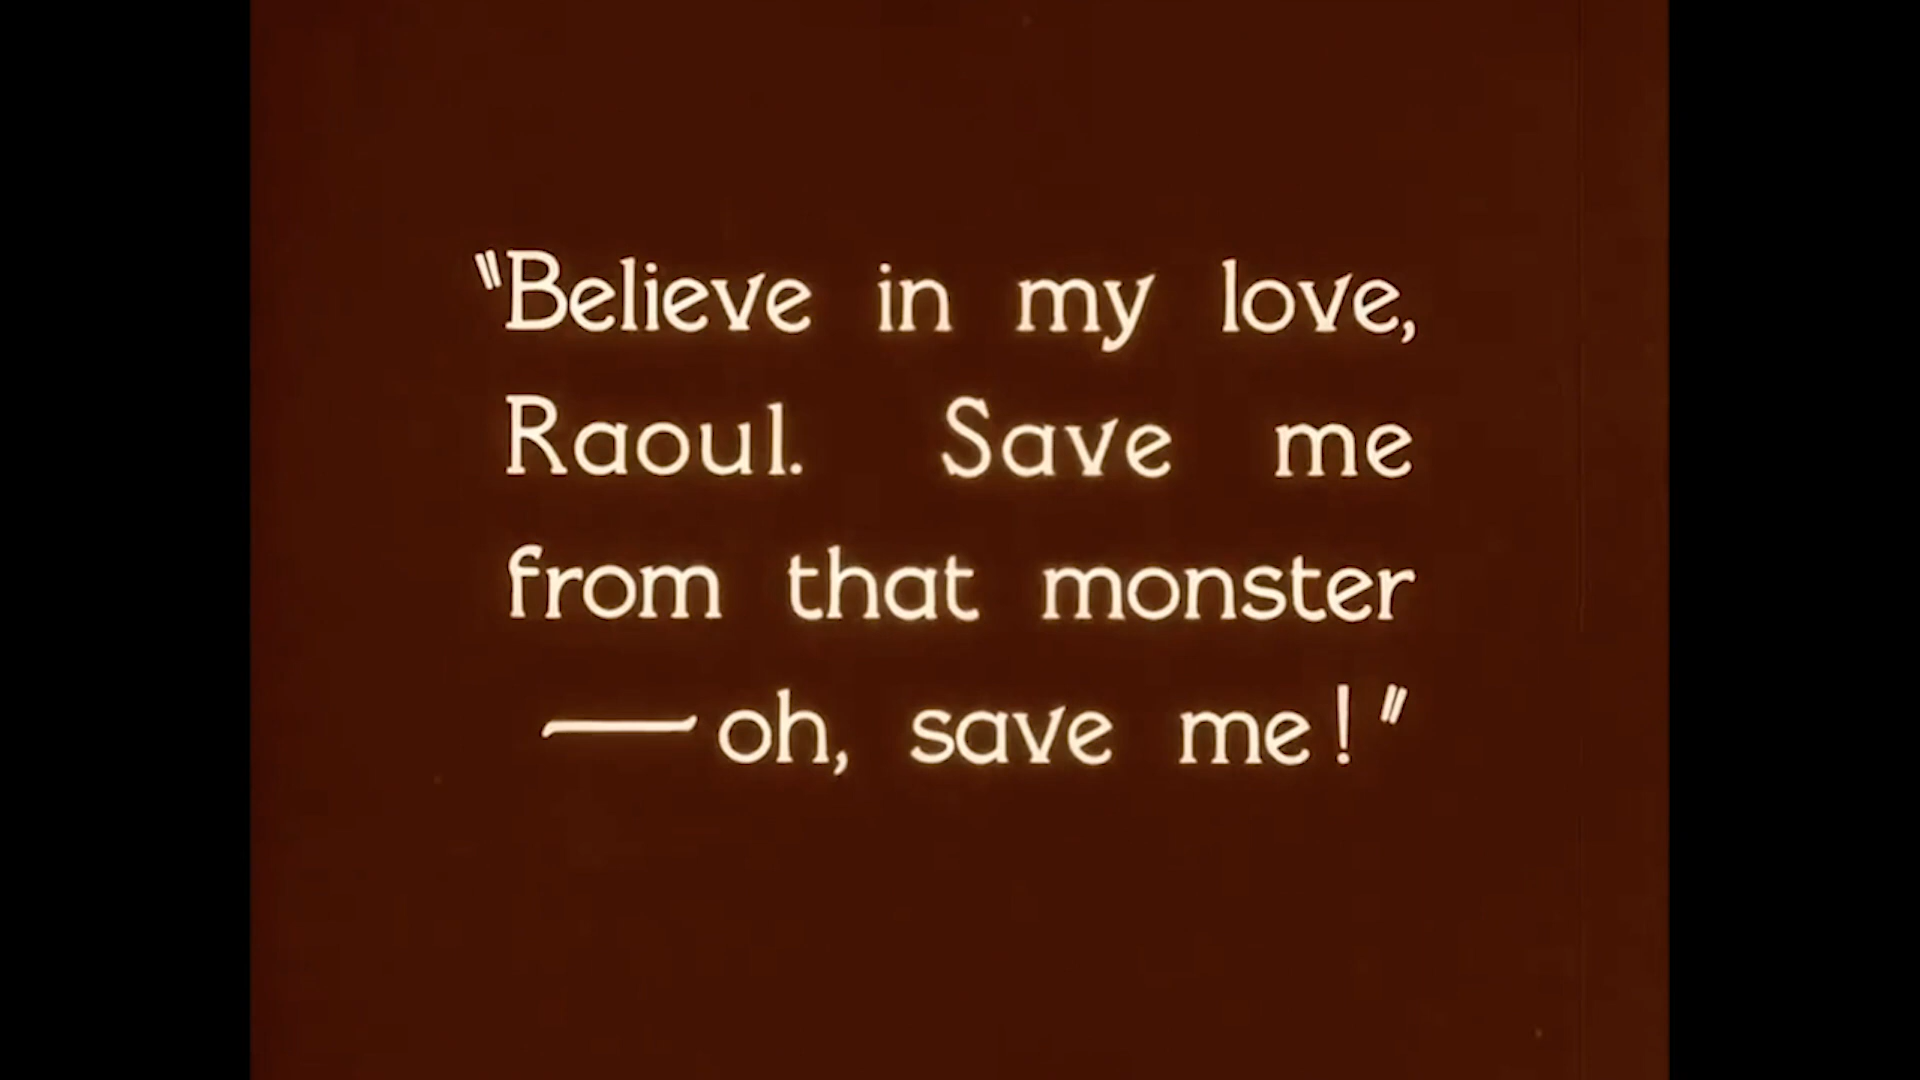 "Believe in my love,
Raoul. Save me
from that monster
—oh, save me!"